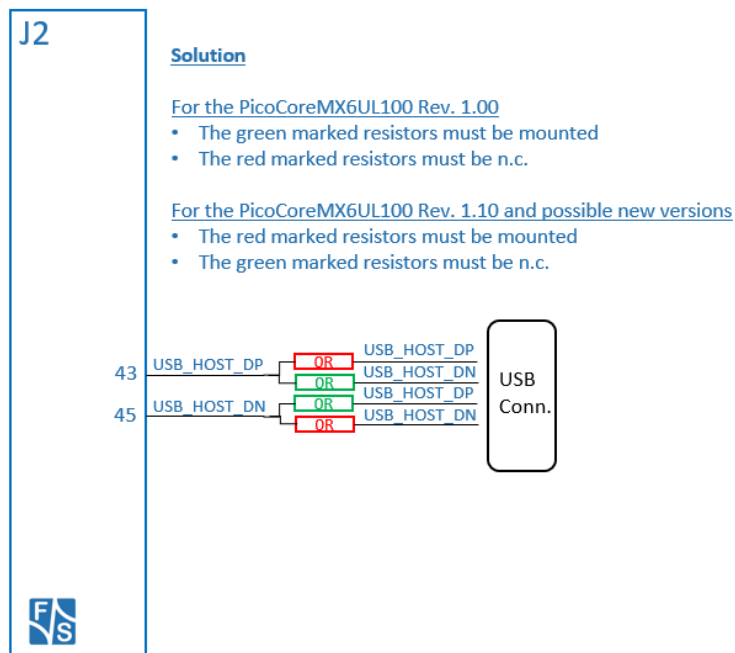 J2
Solution
For the PicoCoreMX6UL100 Rev. 1.00
• The green marked resistors must be mounted
• The red marked resistors must be n.c.
For the PicoCoreMX6UL100 Rev. 1.10 and possible new versions
• The red marked resistors must be mounted
• The green marked resistors must be n.c.
43 USB_HOST_DP 0R USB_HOST_DP
0R USB_HOST_DN
45 USB_HOST_DN 0R USB_HOST_DP
0R USB_HOST_DN
USB
Conn.
F
S